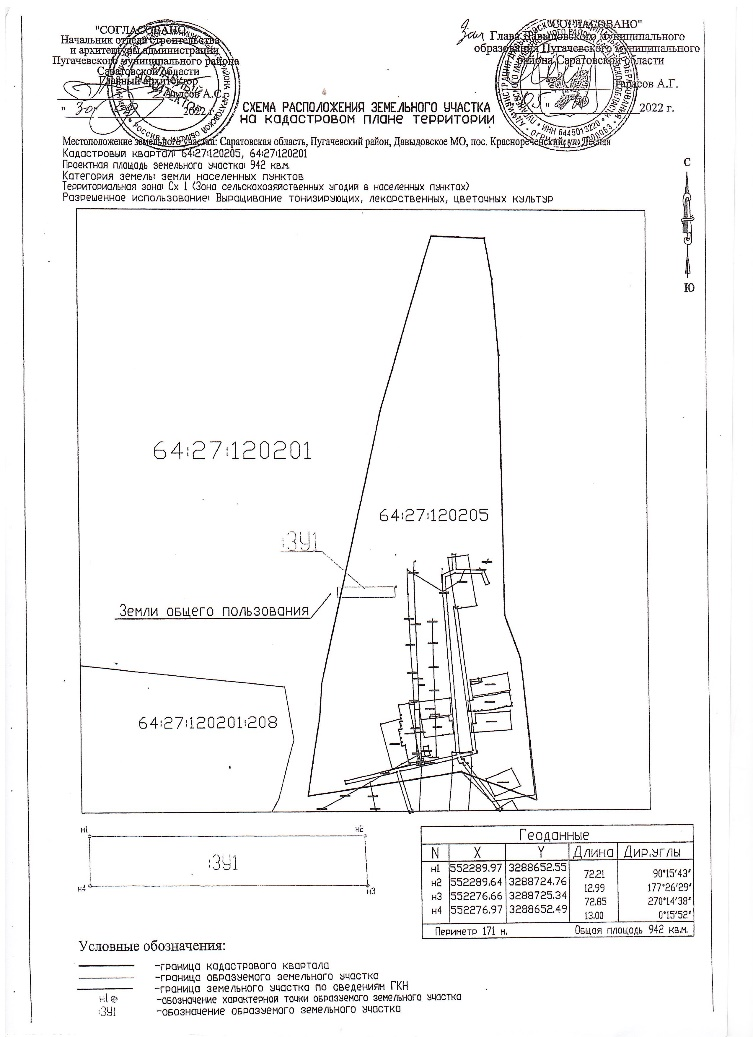 "СОГЛАСОВАНО"
Начальник отдела строительства
и архитектуры администрации
Пугачевского муниципального района
Саратовской области
Главный архитектор
2022 г.
"СОГЛАСОВАНО"
Зам Глава Давыдовского муниципального
образования Пугачевского муниципального
района Саратовской области
Тарасов А.Г.
2022 г.
СХЕМА РАСПОЛОЖЕНИЯ ЗЕМЕЛЬНОГО УЧАСТКА
НА КАДАСТРОВОМ ПЛАНЕ ТЕРРИТОРИИ
Местоположение земельного участка: Саратовская область, Пугачевский район, Давыдовское МО, пос. Краснореченский, ул.
Кадастровый квартал: 64:27:120205, 64:27:120201
Проектная площадь земельного участка: 942 кв.м.
Категория земель: земли населенных пунктов
Территориальная зона: Сх 1 (Зона сельскохозяйственных угодий в населенных пунктах)
Разрешенное использование: Выращивание тонизирующих, лекарственных, цветочных культур
С
Ю
64:27:120201
64:27:120205
:ЗУ1
Земли общего пользования
64:27:120201:208
н1 н2
:ЗУ1
н4 н3
Геоданные
N X Y Длина Дир.углы
н1 552289.97 3288652.55
72.21 90°15'43"
н2 552289.64 3288724.76
12.99 177°26'29"
н3 552276.66 3288725.34
72.85 270°14'38"
н4 552276.97 3288652.49
13.00 0°15'52"
Периметр 171 м. Общая площадь 942 кв.м.
Условные обозначения:
-граница кадастрового квартала
-граница образуемого земельного участка
-граница земельного участка по сведениям ГКН
н1 -обозначение характерной точки образуемого земельного участка
:ЗУ1 -обозначение образуемого земельного участка